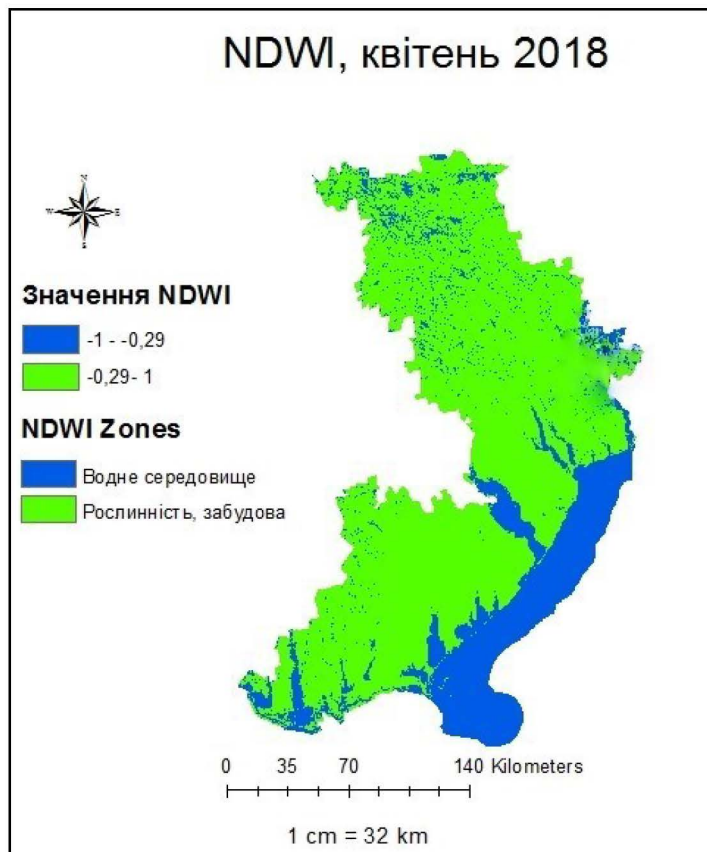 NDWI, квітень 2018
N
W E
S
Значення NDWI
-1 - -0,29
-0,29- 1
NDWI Zones
Водне середовище
Рослинність, забудова
0 35 70 140 Kilometers
1 cm = 32 km